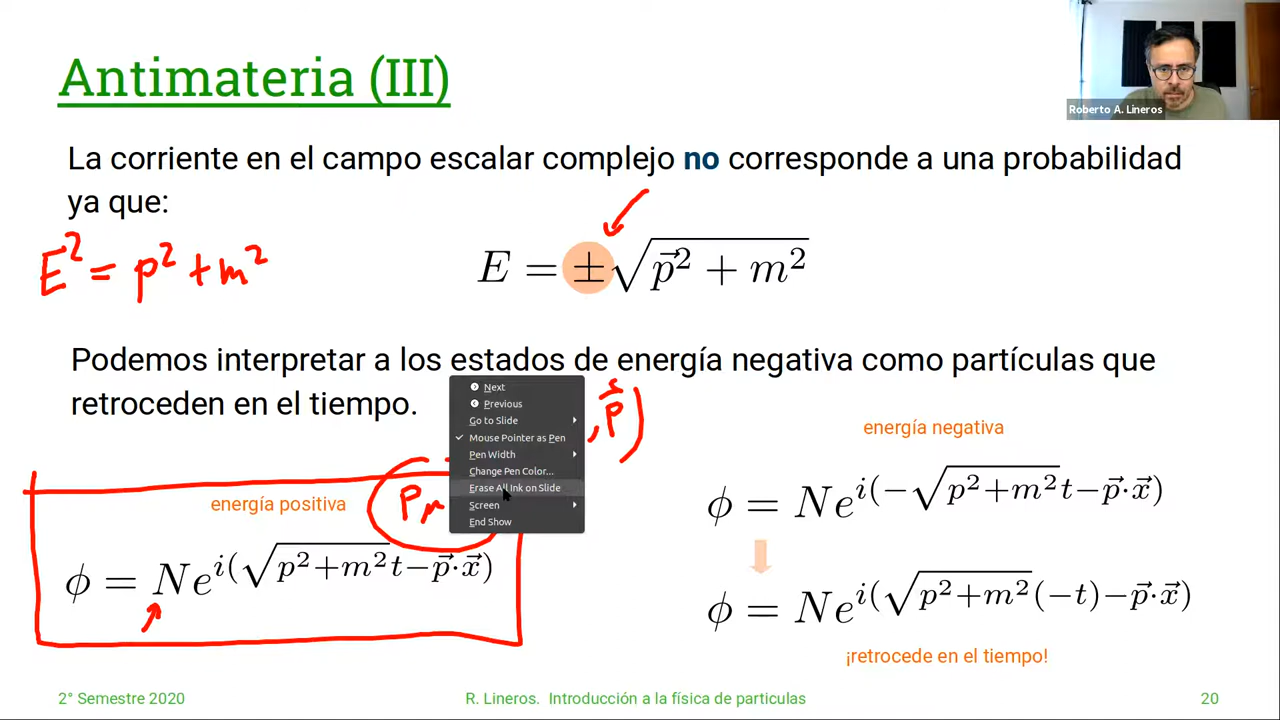 Antimateria (III)
Roberto A. Lineros
La corriente en el campo escalar complejo no corresponde a una probabilidad
ya que:
E² = p² + m²
E = ±√(p⃗² + m²)
Podemos interpretar a los estados de energía negativa como partículas que
retroceden en el tiempo.
Next
Previous
Go to Slide
Mouse Pointer as Pen
Pen Width
Change Pen Color...
Erase All Ink on Slide
Screen
End Show
, p⃗)
Pμ
energía positiva
ϕ = Ne^{i(√(p²+m²)t−p⃗·x⃗)}
energía negativa
ϕ = Ne^{i(−√(p²+m²)t−p⃗·x⃗)}
ϕ = Ne^{i(√(p²+m²)(−t)−p⃗·x⃗)}
¡retrocede en el tiempo!
2° Semestre 2020
R. Lineros. Introducción a la física de particulas
20